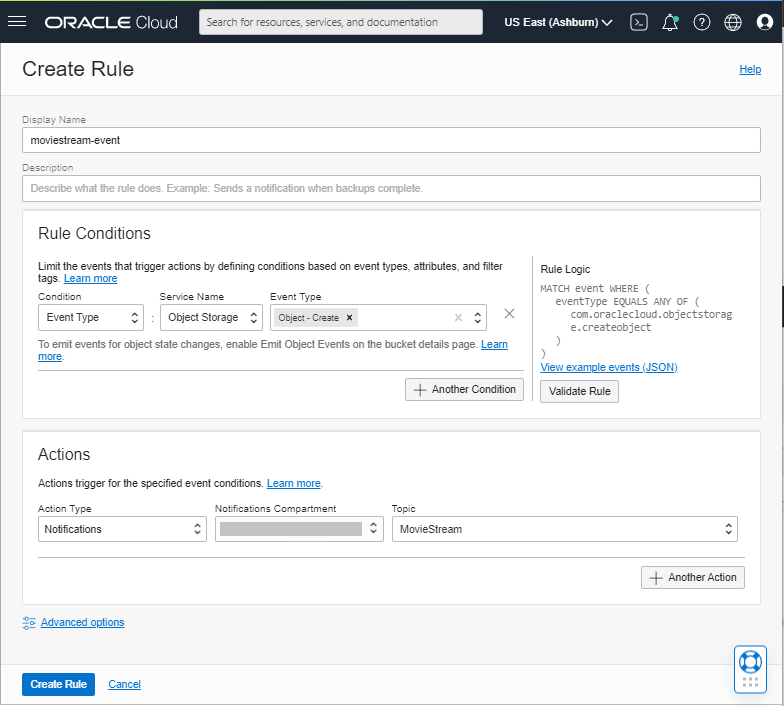 ORACLE Cloud
Search for resources, services, and documentation
US East (Ashburn)
Create Rule
Help
Display Name
moviestream-event
Description
Describe what the rule does. Example: Sends a notification when backups complete.
Rule Conditions
Limit the events that trigger actions by defining conditions based on event types, attributes, and filter
tags. Learn more
Condition
Service Name
Event Type
Event Type
:
Object Storage
Object - Create
To emit events for object state changes, enable Emit Object Events on the bucket details page. Learn
more.
Another Condition
Rule Logic
MATCH event WHERE (
eventType EQUALS ANY OF (
com.oraclecloud.objectstorag
e.createobject
)
)
View example events (JSON)
Validate Rule
Actions
Actions trigger for the specified event conditions. Learn more.
Action Type
Notifications Compartment
Topic
Notifications
MovieStream
Another Action
Advanced options
Create Rule
Cancel